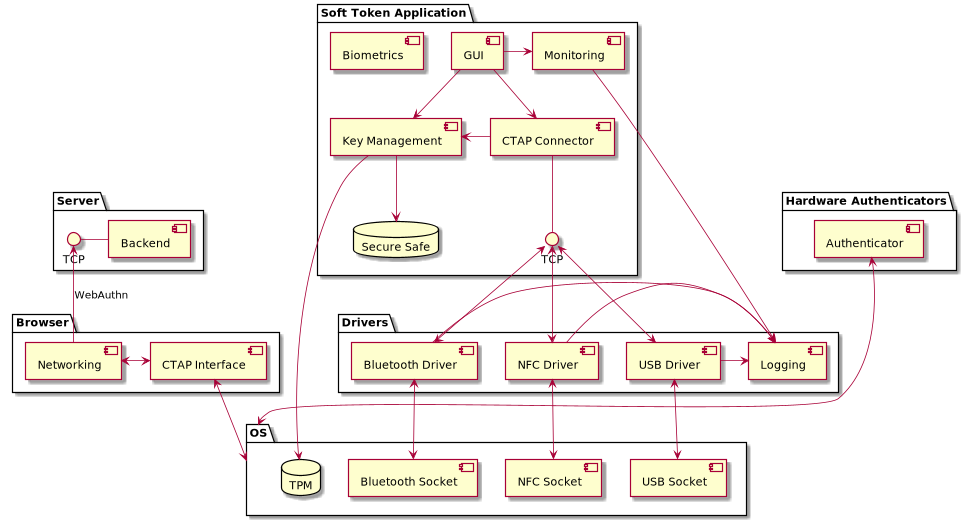 Soft Token Application
Biometrics
GUI
Monitoring
Key Management
CTAP Connector
Server
Hardware Authenticators
Backend
Authenticator
Secure Safe
TCP
TCP
WebAuthn
Browser
Drivers
Networking
CTAP Interface
Bluetooth Driver
NFC Driver
USB Driver
Logging
OS
TPM
Bluetooth Socket
NFC Socket
USB Socket